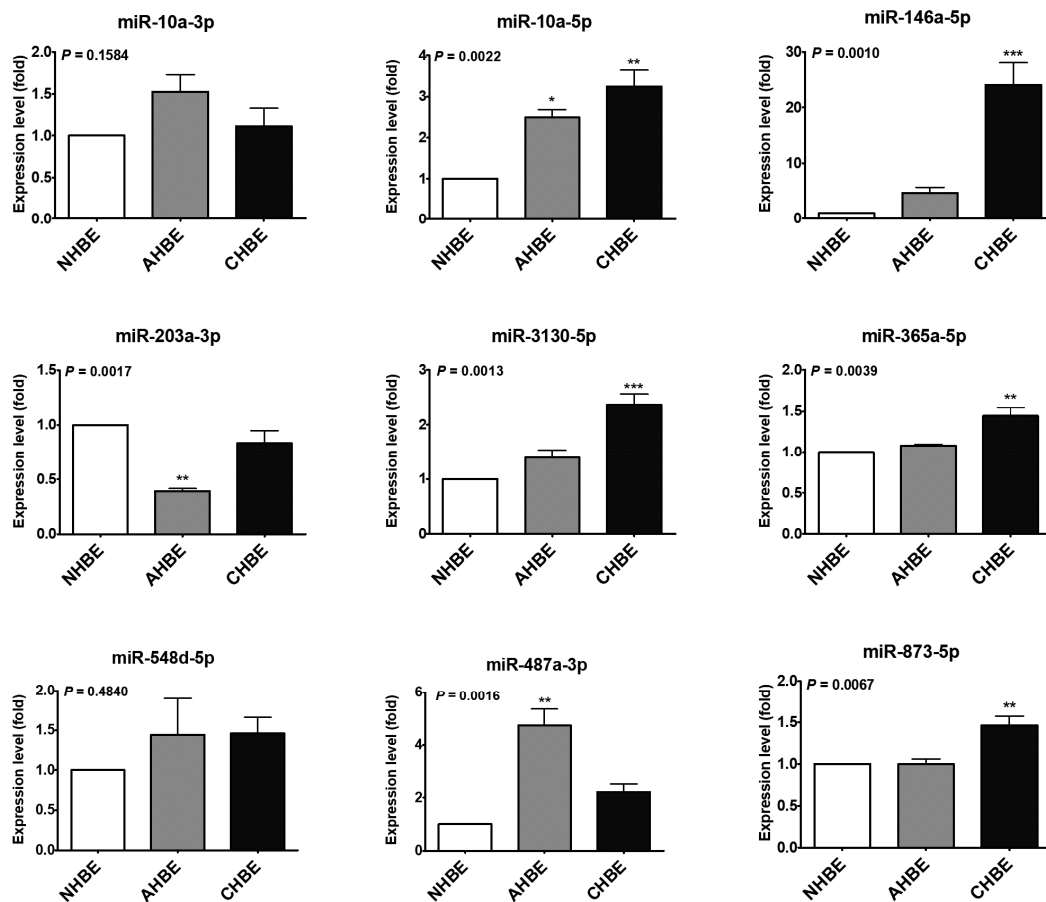 miR-10a-3p
P = 0.1584
Expression level (fold)
2.0
1.5
1.0
0.5
0.0
NHBE
AHBE
CHBE
miR-10a-5p
P = 0.0022
Expression level (fold)
4
3
2
1
0
*
**
NHBE
AHBE
CHBE
miR-146a-5p
P = 0.0010
Expression level (fold)
30
20
10
0
***
NHBE
AHBE
CHBE
miR-203a-3p
P = 0.0017
Expression level (fold)
1.5
1.0
0.5
0.0
**
NHBE
AHBE
CHBE
miR-3130-5p
P = 0.0013
Expression level (fold)
3
2
1
0
***
NHBE
AHBE
CHBE
miR-365a-5p
P = 0.0039
Expression level (fold)
2.0
1.5
1.0
0.5
0.0
**
NHBE
AHBE
CHBE
miR-548d-5p
P = 0.4840
Expression level (fold)
2.0
1.5
1.0
0.5
0.0
NHBE
AHBE
CHBE
miR-487a-3p
P = 0.0016
Expression level (fold)
6
4
2
0
**
NHBE
AHBE
CHBE
miR-873-5p
P = 0.0067
Expression level (fold)
2.0
1.5
1.0
0.5
0.0
**
NHBE
AHBE
CHBE